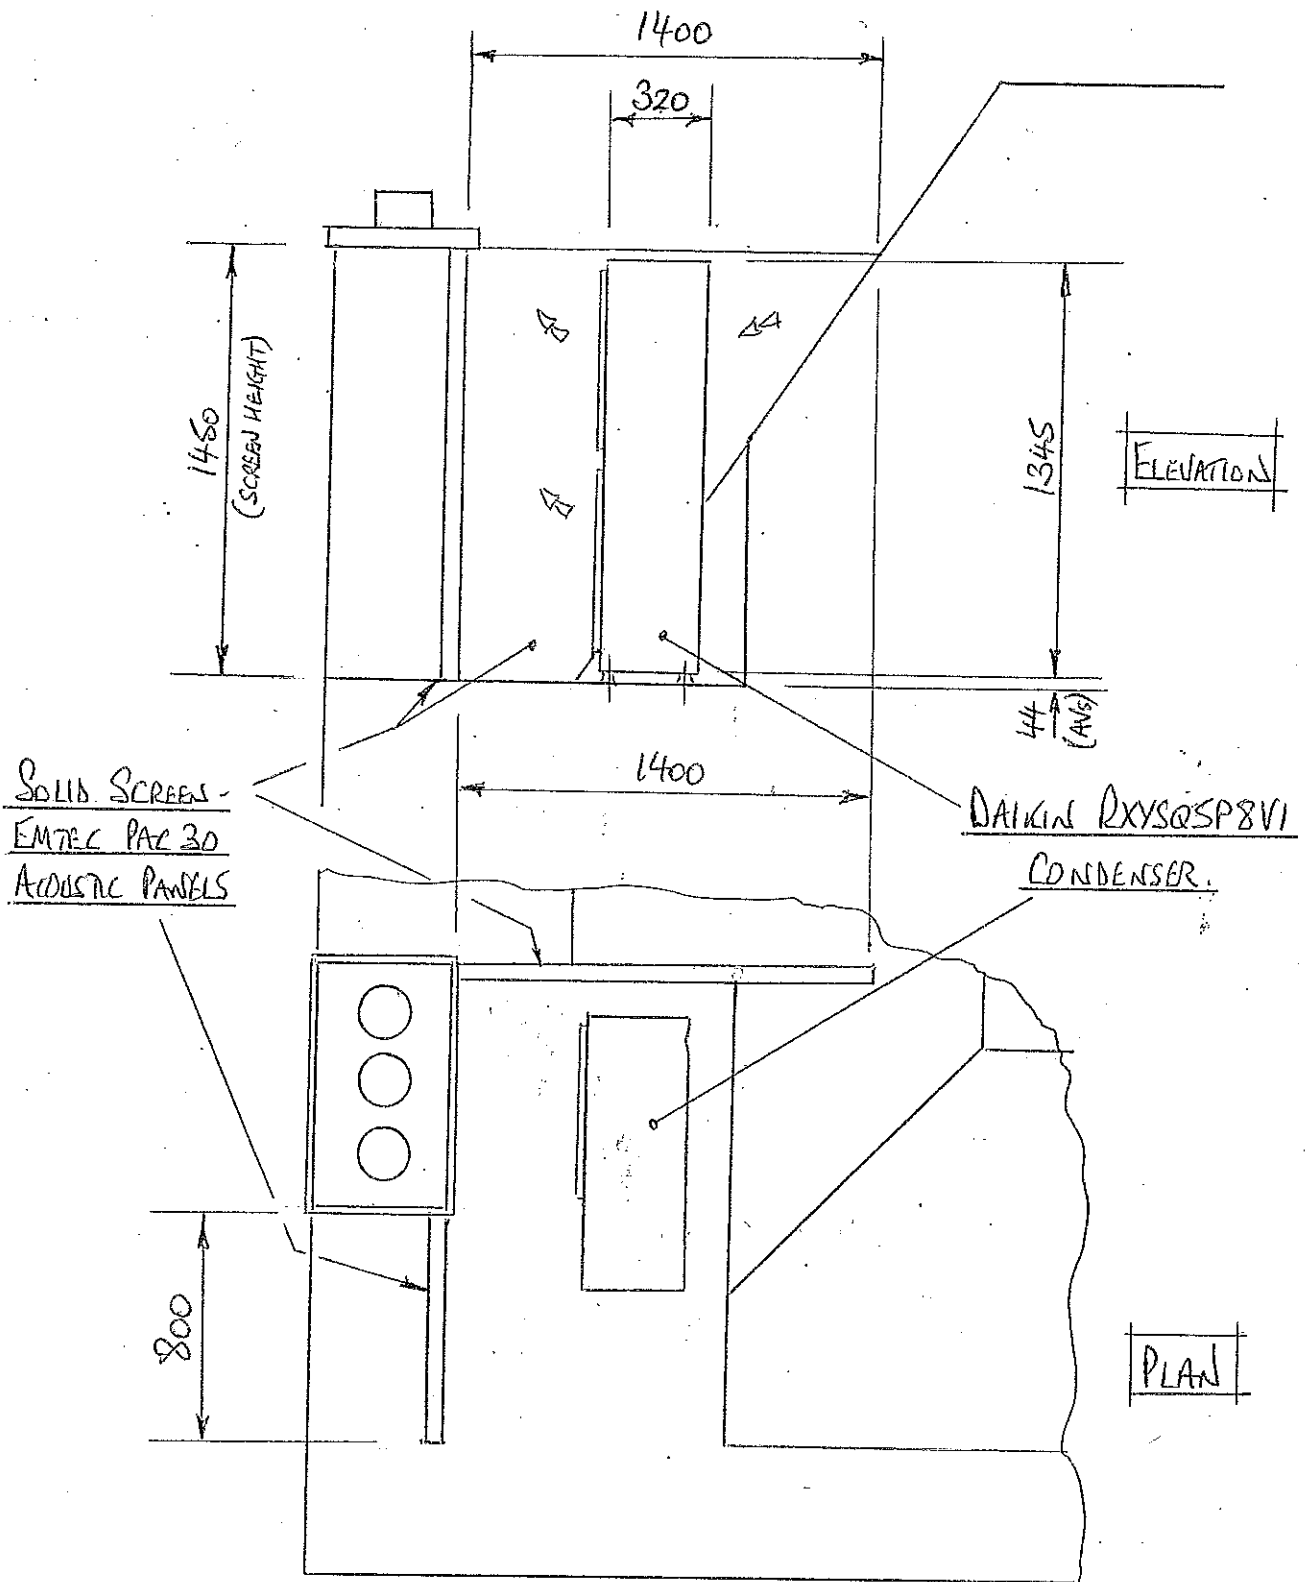 1400
320
1450
(SCREEN HEIGHT)
1345
ELEVATION
44
(AVS)
1400
SOLID SCREEN -
EMTEC PAC 30
ACOUSTIC PANELS
DAIKIN RXYSQ5P8V1
CONDENSER.
800
PLAN